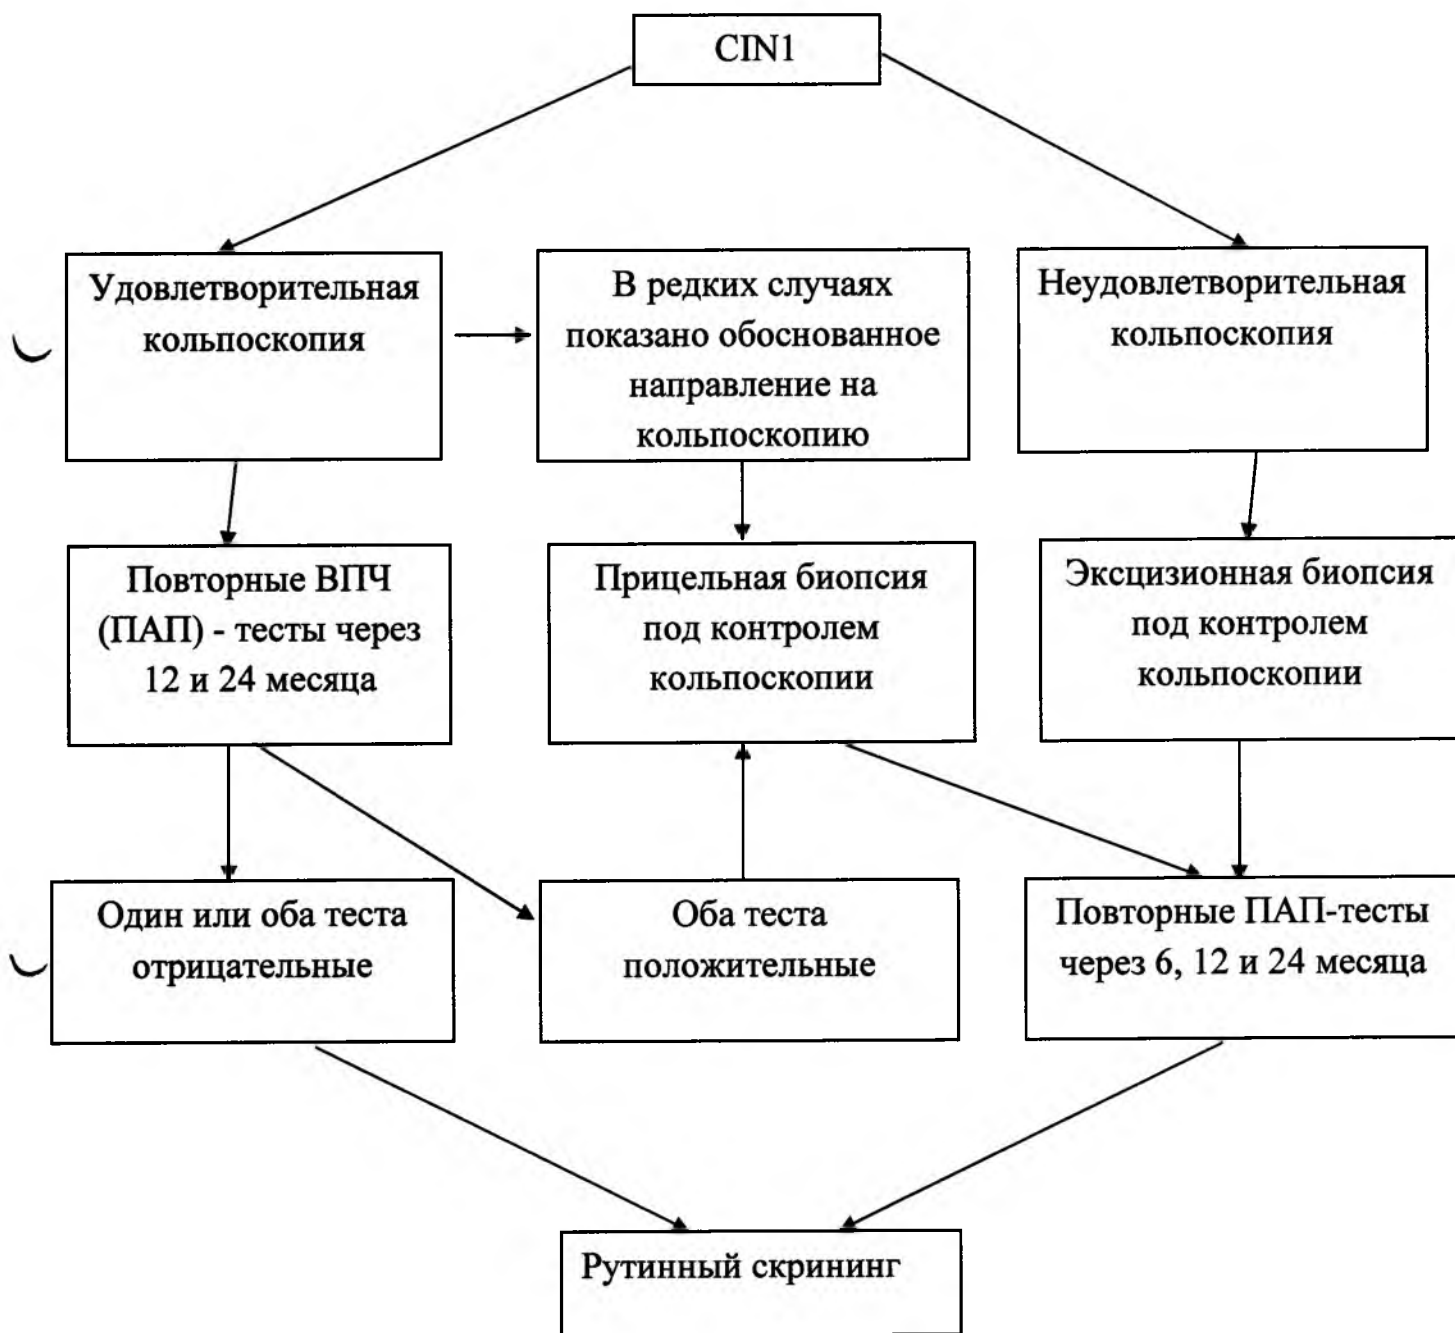 CIN1
Удовлетворительная
кольпоскопия
В редких случаях
показано обоснованное
направление на
кольпоскопию
Неудовлетворительная
кольпоскопия
Повторные ВПЧ
(ПАП) - тесты через
12 и 24 месяца
Прицельная биопсия
под контролем
кольпоскопии
Эксцизионная биопсия
под контролем
кольпоскопии
Один или оба теста
отрицательные
Оба теста
положительные
Повторные ПАП-тесты
через 6, 12 и 24 месяца
Рутинный скрининг